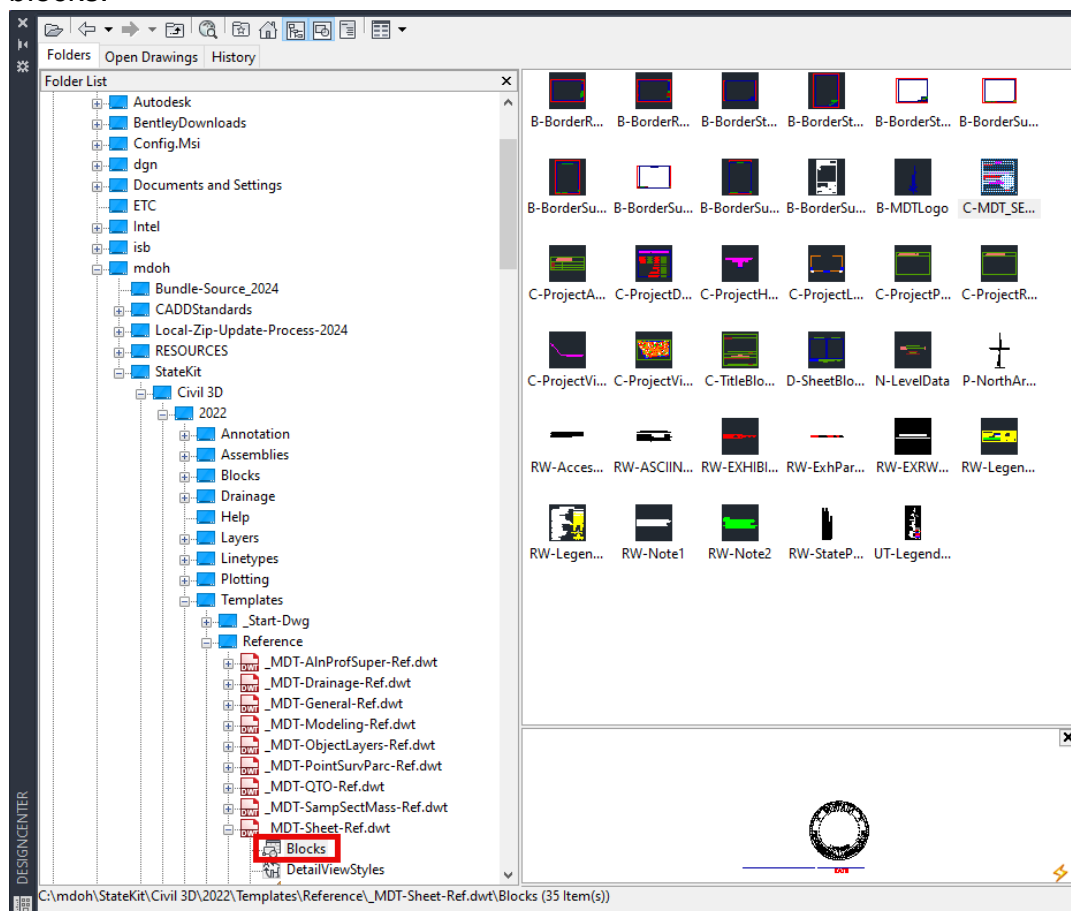 blocks.
Folders Open Drawings History
Folder List
Autodesk
BentleyDownloads
Config.Msi
dgn
Documents and Settings
ETC
Intel
isb
mdoh
Bundle-Source_2024
CADDStandards
Local-Zip-Update-Process-2024
RESOURCES
StateKit
Civil 3D
2022
Annotation
Assemblies
Blocks
Drainage
Help
Layers
Linetypes
Plotting
Templates
_Start-Dwg
Reference
_MDT-AlnProfSuper-Ref.dwt
_MDT-Drainage-Ref.dwt
_MDT-General-Ref.dwt
_MDT-Modeling-Ref.dwt
_MDT-ObjectLayers-Ref.dwt
_MDT-PointSurvParc-Ref.dwt
_MDT-QTO-Ref.dwt
_MDT-SampSectMass-Ref.dwt
_MDT-Sheet-Ref.dwt
Blocks
DetailViewStyles
B-BorderR... B-BorderR... B-BorderSt... B-BorderSt... B-BorderSt... B-BorderSu...
B-BorderSu... B-BorderSu... B-BorderSu... B-BorderSu... B-MDTLogo C-MDT_SE...
C-ProjectA... C-ProjectD... C-ProjectH... C-ProjectL... C-ProjectP... C-ProjectR...
C-ProjectVi... C-ProjectVi... C-TitleBlo... D-SheetBlo... N-LevelData P-NorthAr...
RW-Acces... RW-ASCIIN... RW-EXHIBI... RW-ExhPar... RW-EXRW... RW-Legen...
RW-Legen... RW-Note1 RW-Note2 RW-StateP... UT-Legend...
DATE
DESIGNCENTER
C:\mdoh\StateKit\Civil 3D\2022\Templates\Reference\_MDT-Sheet-Ref.dwt\Blocks (35 Item(s))